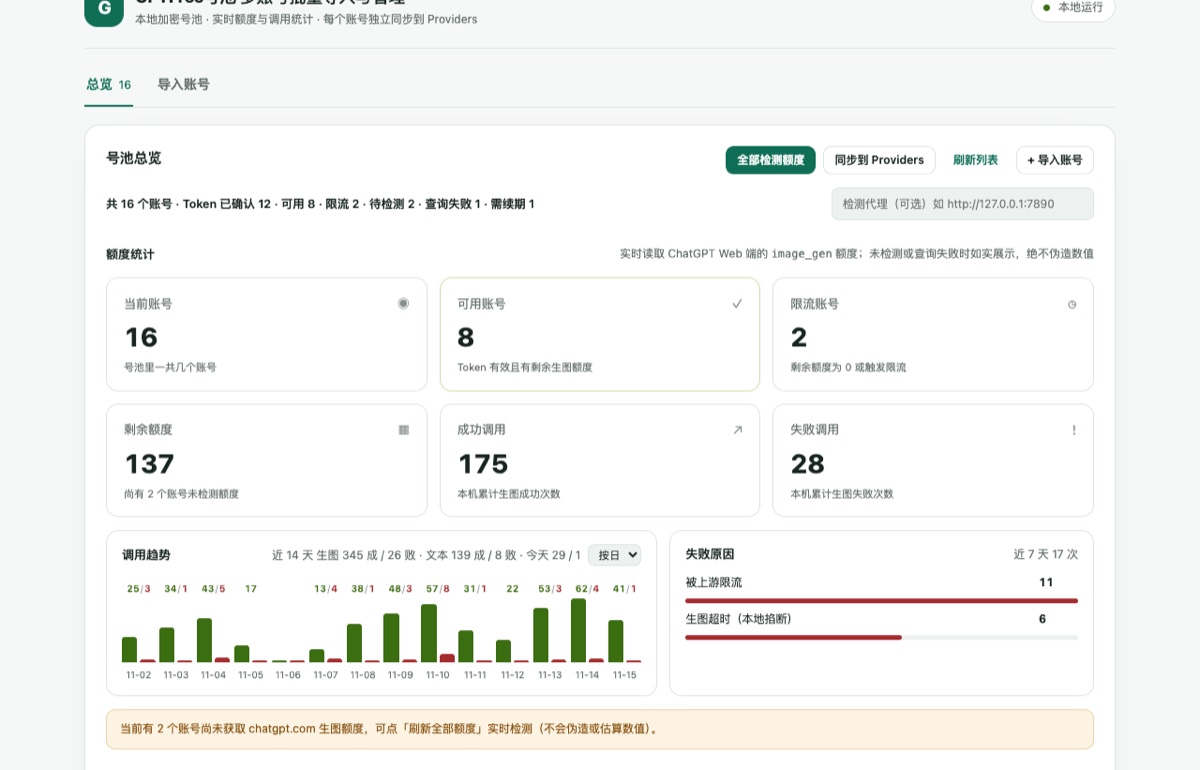 G
本地加密号池 · 实时额度与调用统计 · 每个账号独立同步到 Providers
本地运行
总览 16
导入账号
号池总览
全部检测额度
同步到 Providers
刷新列表
+ 导入账号
共 16 个账号 · Token 已确认 12 · 可用 8 · 限流 2 · 待检测 2 · 查询失败 1 · 需续期 1
检测代理（可选）如 http://127.0.0.1:7890
额度统计
实时读取 ChatGPT Web 端的 image_gen 额度；未检测或查询失败时如实展示，绝不伪造数值
当前账号
16
号池里一共几个账号
可用账号
8
Token 有效且有剩余生图额度
限流账号
2
剩余额度为 0 或触发限流
剩余额度
137
尚有 2 个账号未检测额度
成功调用
175
本机累计生图成功次数
失败调用
28
本机累计生图失败次数
调用趋势
近 14 天 生图 345 成 / 26 败 · 文本 139 成 / 8 败 · 今天 29 / 1
按日
25/3 34/1 43/5 17 13/4 38/1 48/3 57/8 31/1 22 53/3 62/4 41/1
11-02 11-03 11-04 11-05 11-06 11-07 11-08 11-09 11-10 11-11 11-12 11-13 11-14 11-15
失败原因
近 7 天 17 次
被上游限流 11
生图超时（本地掐断） 6
当前有 2 个账号尚未获取 chatgpt.com 生图额度，可点「刷新全部额度」实时检测（不会伪造或估算数值）。